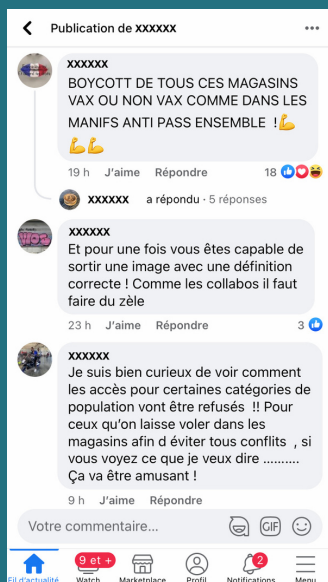 Publication de xxxxxx
xxxxxx
BOYCOTT DE TOUS CES MAGASINS
VAX OU NON VAX COMME DANS LES
MANIFS ANTI PASS ENSEMBLE !💪
💪💪
19 h J'aime Répondre 18
xxxxxx a répondu · 5 réponses
xxxxxx
Et pour une fois vous êtes capable de
sortir une image avec une définition
correcte ! Comme les collabos il faut
faire du zèle
23 h J'aime Répondre 3
xxxxxx
Je suis bien curieux de voir comment
les accès pour certaines catégories de
population vont être refusés !! Pour
ceux qu'on laisse voler dans les
magasins afin d éviter tous conflits , si
vous voyez ce que je veux dire ..........
Ça va être amusant !
9 h J'aime Répondre
Votre commentaire...
GIF
9 et + 2
Fil d'actualité Watch Marketplace Profil Notifications Menu